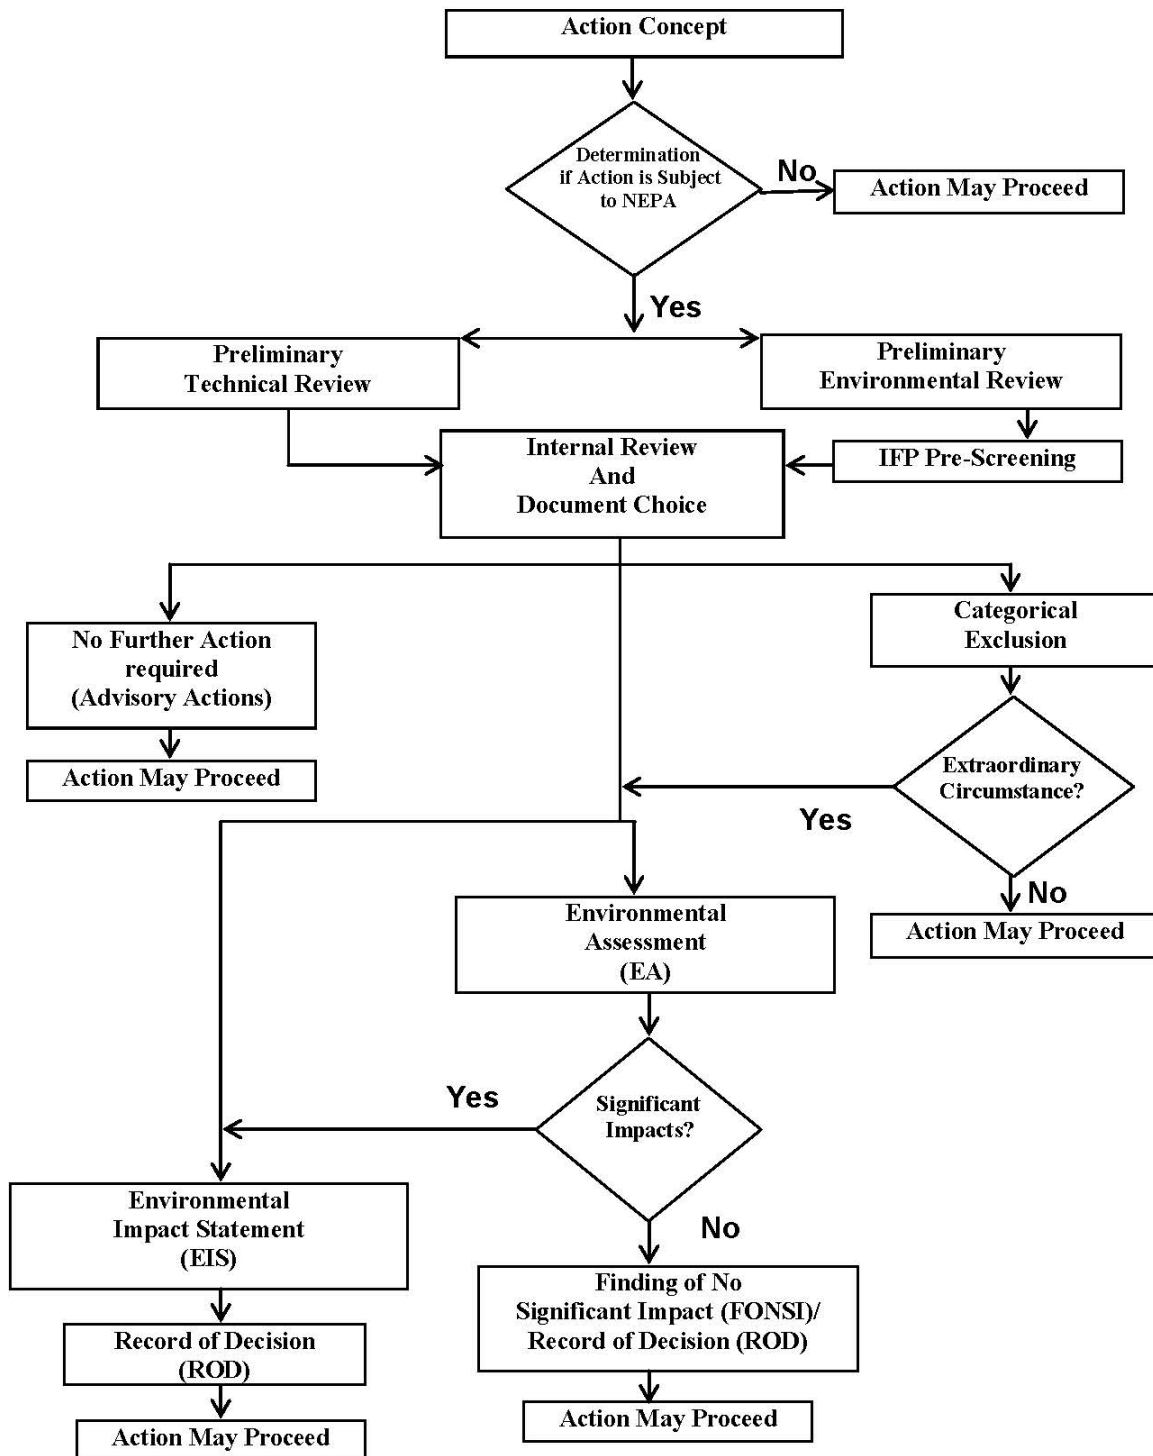 Action Concept
Determination
if Action is Subject
to NEPA
No
Action May Proceed
Yes
Preliminary
Technical Review
Preliminary
Environmental Review
Internal Review
And
Document Choice
IFP Pre-Screening
No Further Action
required
(Advisory Actions)
Action May Proceed
Categorical
Exclusion
Extraordinary
Circumstance?
Yes
No
Action May Proceed
Environmental
Assessment
(EA)
Significant
Impacts?
Yes
No
Environmental
Impact Statement
(EIS)
Record of Decision
(ROD)
Action May Proceed
Finding of No
Significant Impact (FONSI)/
Record of Decision (ROD)
Action May Proceed